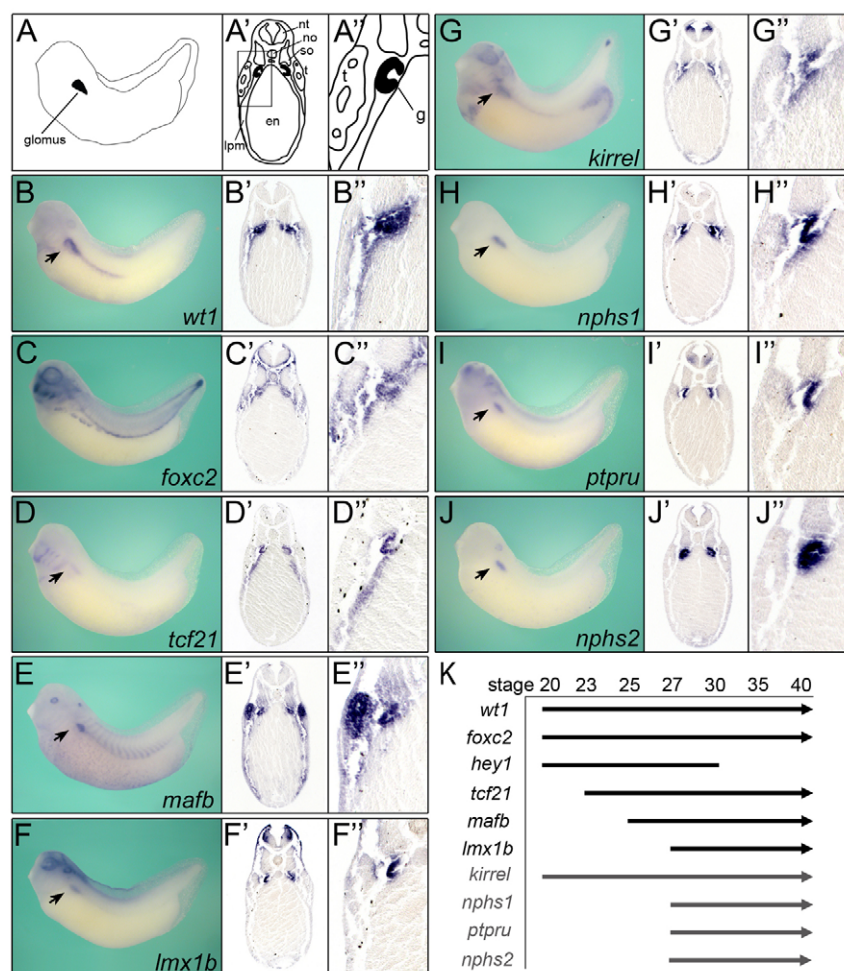 A
glomus
A'
nt
no
so
t
en
lpm
A"
t
g
B
wt1
B'
B"
C
foxc2
C'
C"
D
tcf21
D'
D"
E
mafb
E'
E"
F
lmx1b
F'
F"
G
kirrel
G'
G"
H
nphs1
H'
H"
I
ptpru
I'
I"
J
nphs2
J'
J"
K
stage 20 23 25 27 30 35 40
wt1
foxc2
hey1
tcf21
mafb
lmx1b
kirrel
nphs1
ptpru
nphs2